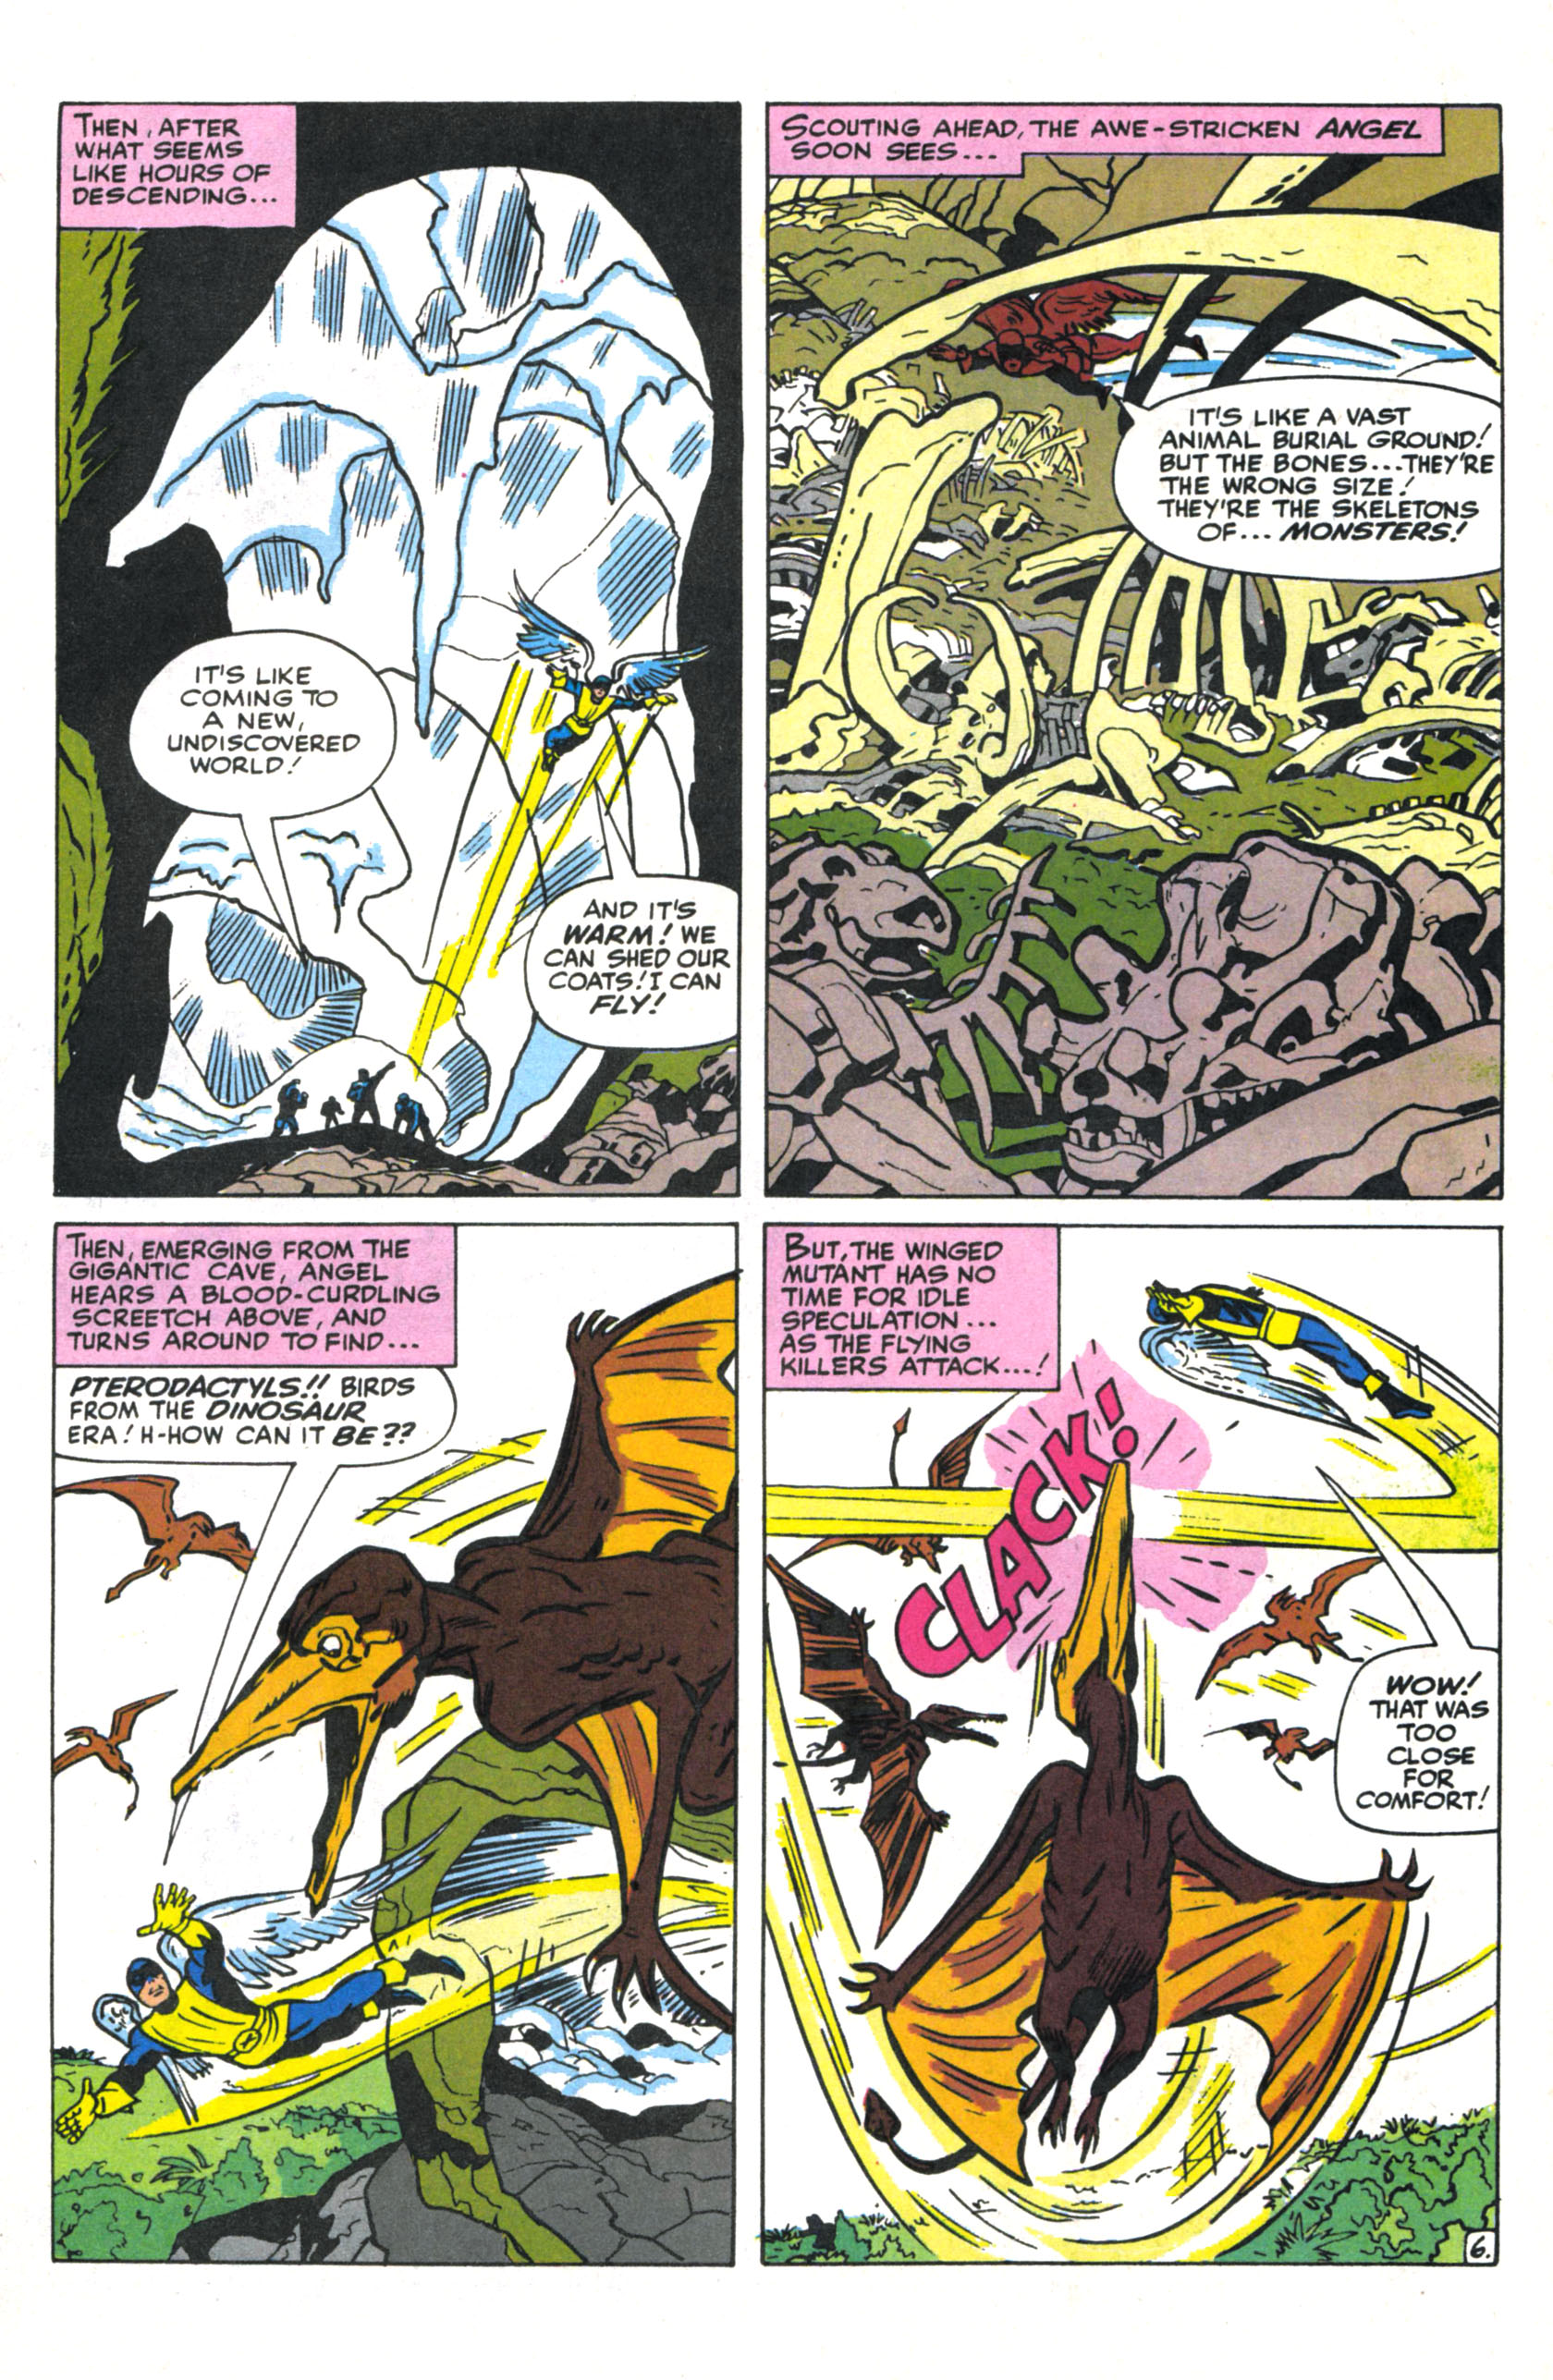 THEN, AFTER
WHAT SEEMS
LIKE HOURS OF
DESCENDING...
IT'S LIKE
COMING TO
A NEW,
UNDISCOVERED
WORLD!
AND IT'S
WARM! WE
CAN SHED OUR
COATS! I CAN
FLY!
SCOUTING AHEAD, THE AWE-STRICKEN ANGEL
SOON SEES...
IT'S LIKE A VAST
ANIMAL BURIAL GROUND!
BUT THE BONES...THEY'RE
THE WRONG SIZE!
THEY'RE THE SKELETONS
OF... MONSTERS!
THEN, EMERGING FROM THE
GIGANTIC CAVE, ANGEL
HEARS A BLOOD-CURDLING
SCREETCH ABOVE, AND
TURNS AROUND TO FIND...
PTERODACTYLS!! BIRDS
FROM THE DINOSAUR
ERA! H-HOW CAN IT BE??
BUT, THE WINGED
MUTANT HAS NO
TIME FOR IDLE
SPECULATION...
AS THE FLYING
KILLERS ATTACK...!
CLACK!
WOW!
THAT WAS
TOO
CLOSE
FOR
COMFORT!
6.